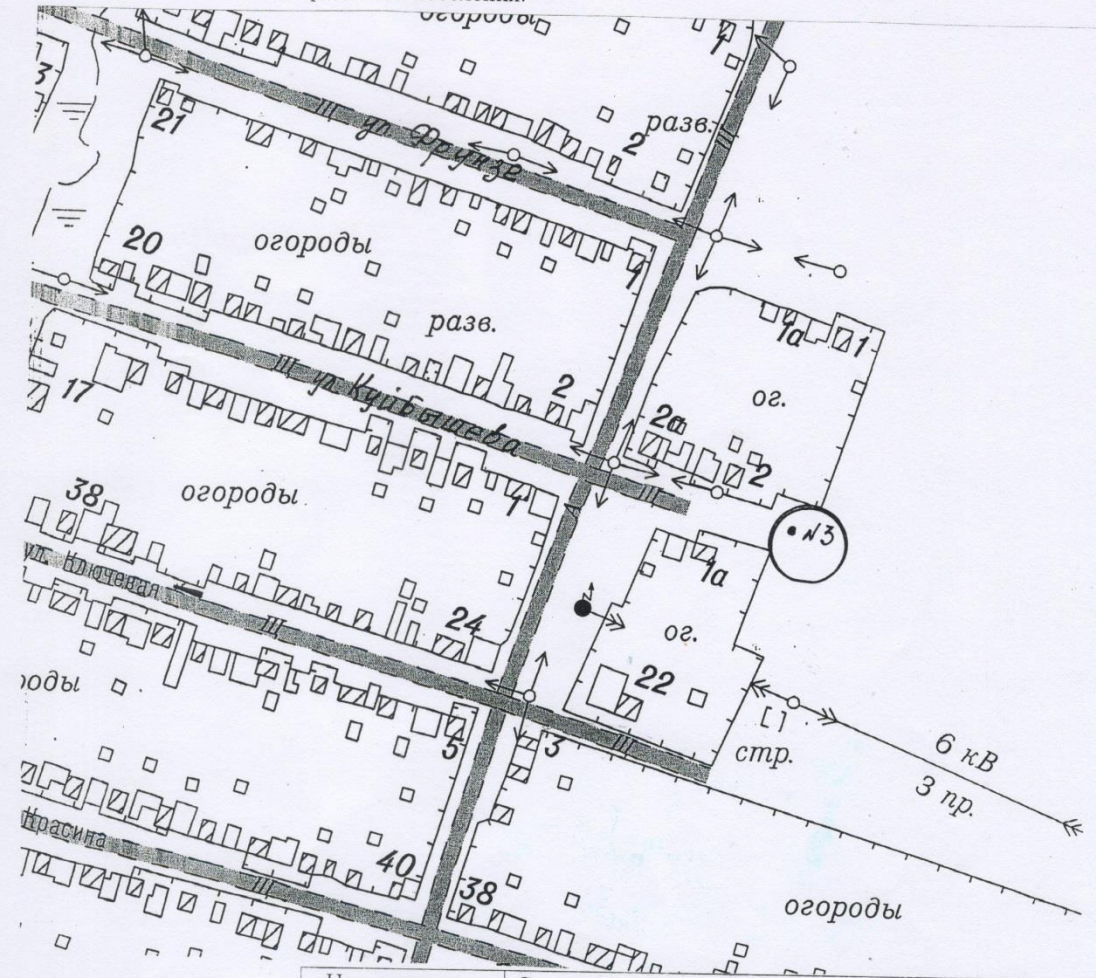 огороды
1
3
21
Щ
ул. Фрунзе
2
разв.
Щ
20
огороды
1
разв.
1а
1
Щ
ул. Куйбышева
2
2а
ог.
2
Щ
17
1
38
огороды
№3
1а
ул. Ключевая
Щ
24
ог.
22
5
3
Щ
[ ]
стр.
6 кВ
3 пр.
Красина
Щ
40
38
огороды